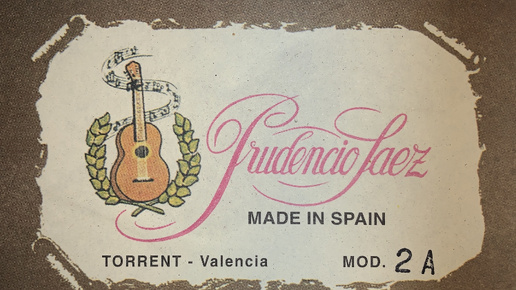 Prudencio Saez
MADE IN SPAIN
TORRENT - Valencia MOD. 2 A